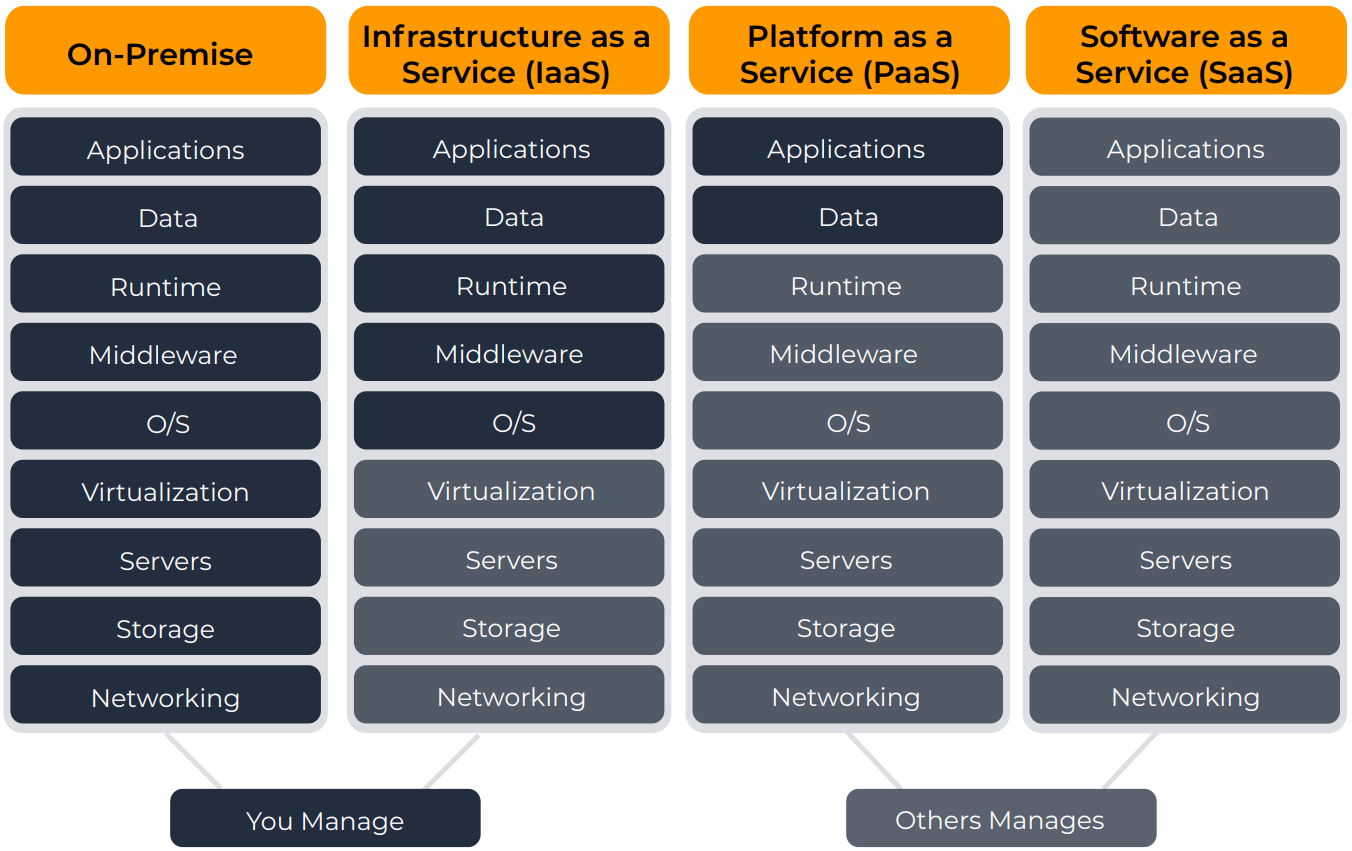 On-Premise
Infrastructure as a
Service (IaaS)
Platform as a
Service (PaaS)
Software as a
Service (SaaS)
Applications
Data
Runtime
Middleware
O/S
Virtualization
Servers
Storage
Networking
Applications
Data
Runtime
Middleware
O/S
Virtualization
Servers
Storage
Networking
Applications
Data
Runtime
Middleware
O/S
Virtualization
Servers
Storage
Networking
Applications
Data
Runtime
Middleware
O/S
Virtualization
Servers
Storage
Networking
You Manage
Others Manages